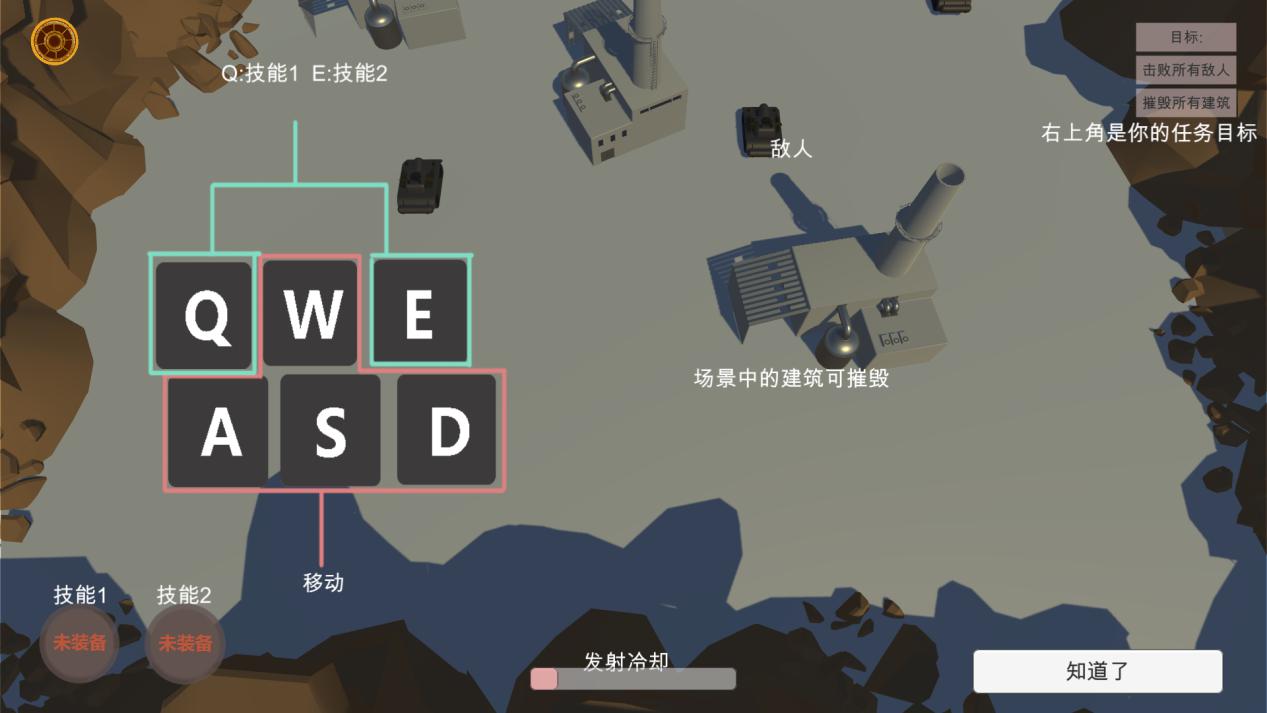 Q:技能1 E:技能2
目标:
击败所有敌人
摧毁所有建筑
右上角是你的任务目标
敌人
Q W E
A S D
场景中的建筑可摧毁
移动
技能1 技能2
未装备 未装备
发射冷却
知道了